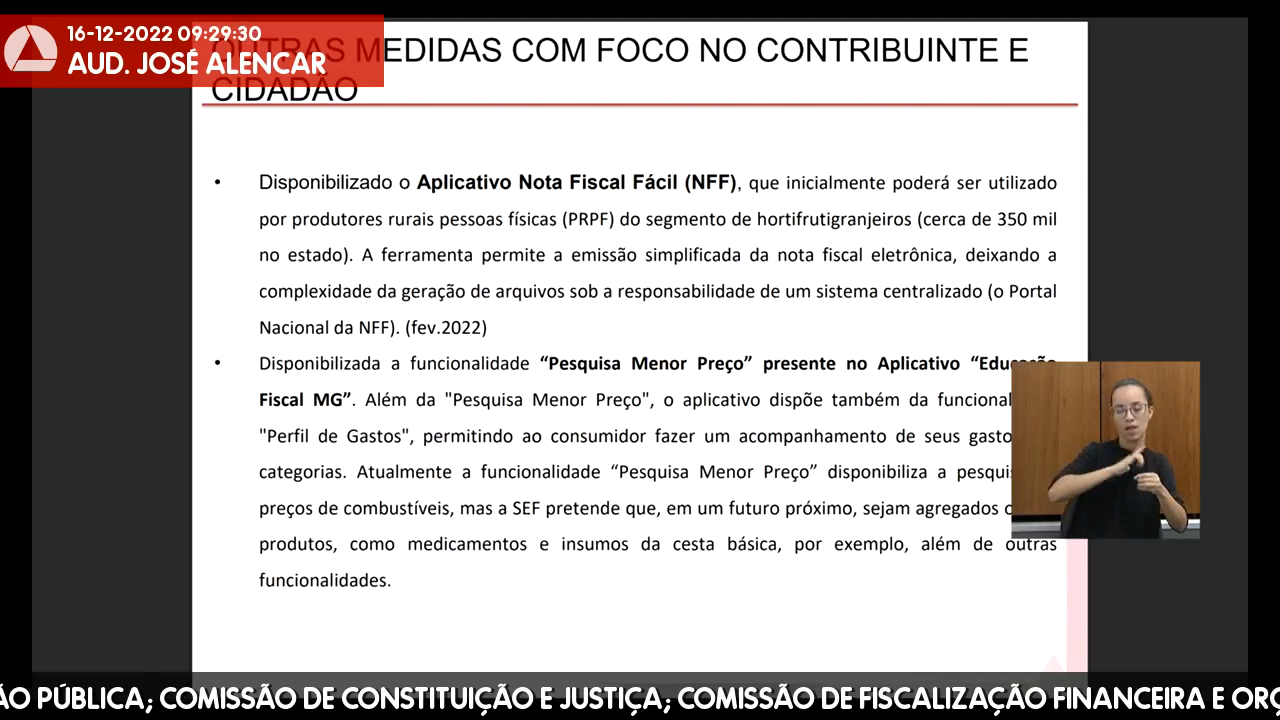 16-12-2022 09:29:30
AUD. JOSÉ ALENCAR
OUTRAS MEDIDAS COM FOCO NO CONTRIBUINTE E
CIDADÃO
• Disponibilizado o Aplicativo Nota Fiscal Fácil (NFF), que inicialmente poderá ser utilizado
por produtores rurais pessoas físicas (PRPF) do segmento de hortifrutigranjeiros (cerca de 350 mil
no estado). A ferramenta permite a emissão simplificada da nota fiscal eletrônica, deixando a
complexidade da geração de arquivos sob a responsabilidade de um sistema centralizado (o Portal
Nacional da NFF). (fev.2022)
• Disponibilizada a funcionalidade “Pesquisa Menor Preço” presente no Aplicativo “Educação
Fiscal MG”. Além da "Pesquisa Menor Preço", o aplicativo dispõe também da funcional
"Perfil de Gastos", permitindo ao consumidor fazer um acompanhamento de seus gasto
categorias. Atualmente a funcionalidade “Pesquisa Menor Preço” disponibiliza a pesqui
preços de combustíveis, mas a SEF pretende que, em um futuro próximo, sejam agregados
produtos, como medicamentos e insumos da cesta básica, por exemplo, além de outras
funcionalidades.
ÃO PÚBLICA; COMISSÃO DE CONSTITUIÇÃO E JUSTIÇA; COMISSÃO DE FISCALIZAÇÃO FINANCEIRA E ORÇ